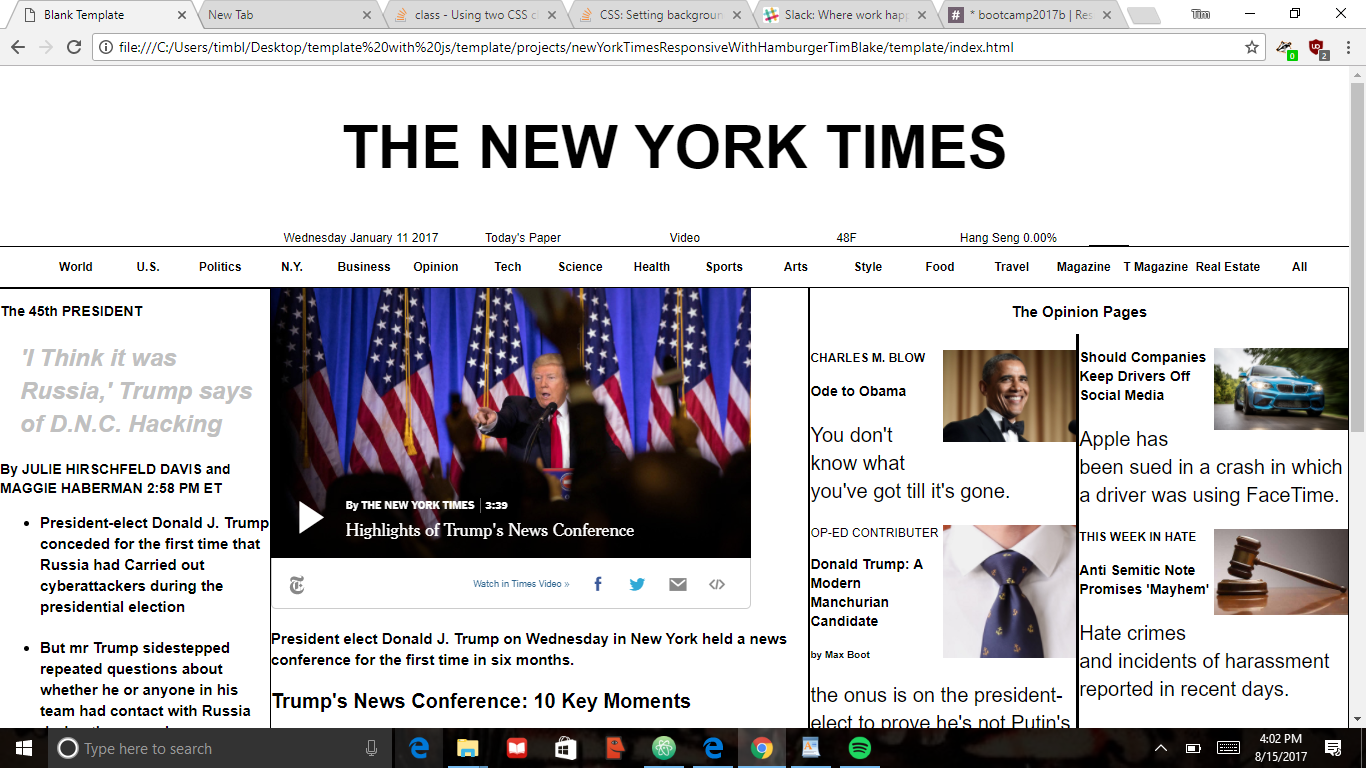 Blank Template
New Tab
class - Using two CSS c
CSS: Setting backgroun
Slack: Where work happ
* bootcamp2017b | Res
Tim
file:///C:/Users/timbl/Desktop/template%20with%20js/template/projects/newYorkTimesResponsiveWithHamburgerTimBlake/template/index.html
0
2
THE NEW YORK TIMES
Wednesday January 11 2017 Today's Paper Video 48F Hang Seng 0.00%
World U.S. Politics N.Y. Business Opinion Tech Science Health Sports Arts Style Food Travel Magazine T Magazine Real Estate All
The 45th PRESIDENT
'I Think it was
Russia,' Trump says
of D.N.C. Hacking
By JULIE HIRSCHFELD DAVIS and
MAGGIE HABERMAN 2:58 PM ET
• President-elect Donald J. Trump
conceded for the first time that
Russia had Carried out
cyberattackers during the
presidential election
• But mr Trump sidestepped
repeated questions about
whether he or anyone in his
team had contact with Russia
By THE NEW YORK TIMES | 3:39
Highlights of Trump's News Conference
Watch in Times Video »
President elect Donald J. Trump on Wednesday in New York held a news
conference for the first time in six months.
Trump's News Conference: 10 Key Moments
The Opinion Pages
CHARLES M. BLOW
Ode to Obama
You don't
know what
you've got till it's gone.
OP-ED CONTRIBUTER
Donald Trump: A
Modern
Manchurian
Candidate
by Max Boot
the onus is on the president-
elect to prove he's not Putin's
Should Companies
Keep Drivers Off
Social Media
Apple has
been sued in a crash in which
a driver was using FaceTime.
THIS WEEK IN HATE
Anti Semitic Note
Promises 'Mayhem'
Hate crimes
and incidents of harassment
reported in recent days.
Type here to search
4:02 PM
8/15/2017